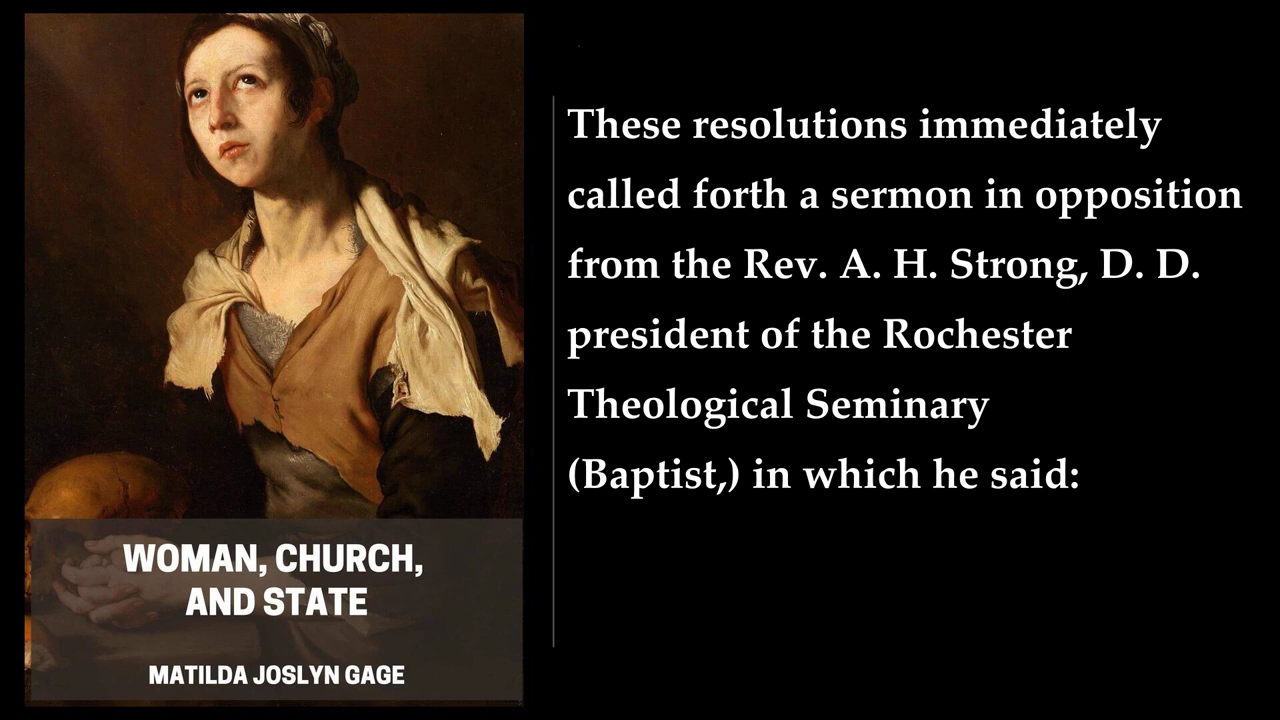 WOMAN, CHURCH,
AND STATE
MATILDA JOSLYN GAGE
These resolutions immediately
called forth a sermon in opposition
from the Rev. A. H. Strong, D. D.
president of the Rochester
Theological Seminary
(Baptist,) in which he said: